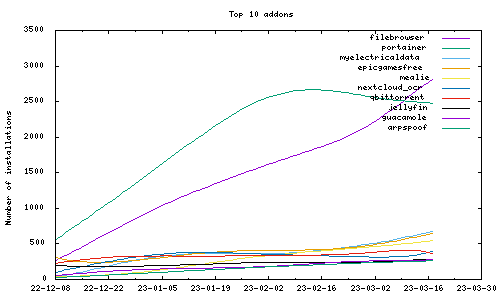 Top 10 addons
Number of installations
3500
3000
2500
2000
1500
1000
500
0
22-12-08 22-12-22 23-01-05 23-01-19 23-02-02 23-02-16 23-03-02 23-03-16 23-03-30
filebrowser
portainer
myelectricaldata
epicgamesfree
mealie
nextcloud_ocr
qbittorrent
jellyfin
guacamole
arpspoof